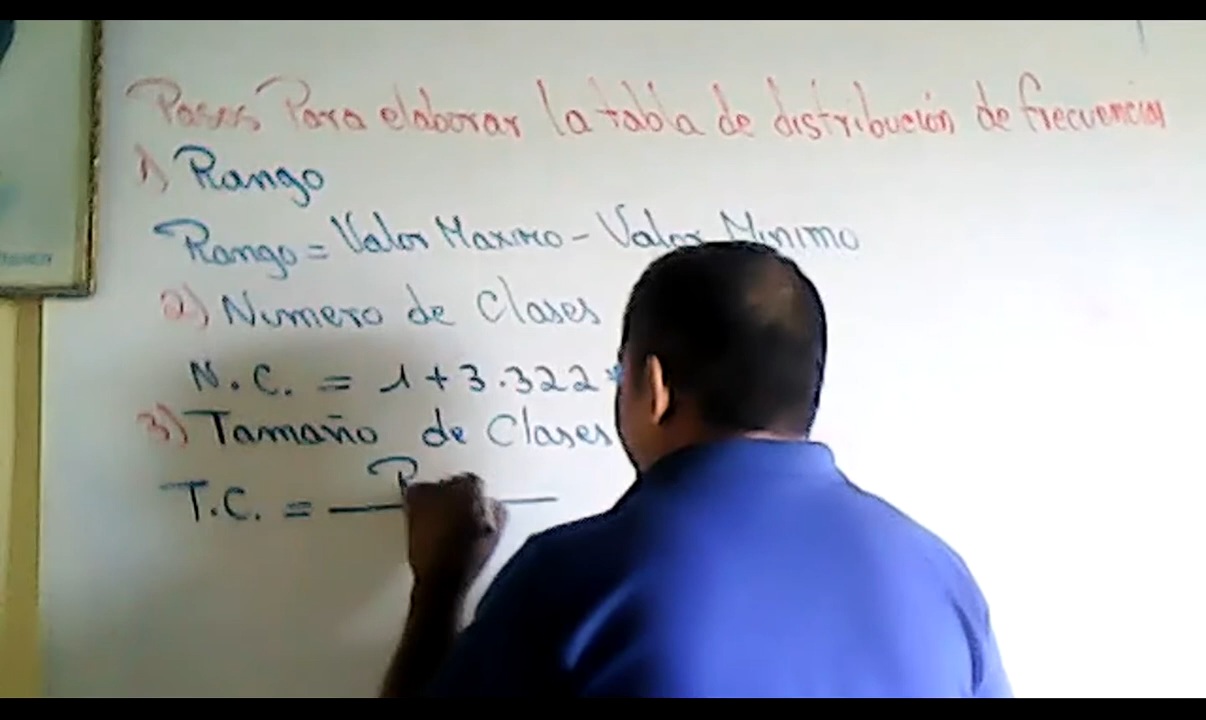 Pasos Para elaborar la tabla de distribución de frecuencias
1) Rango
Rango = Valor Maximo - Valor Minimo
2) Numero de Clases
N.C. = 1 + 3.322 *
3) Tamaño de Clases
T.C. =